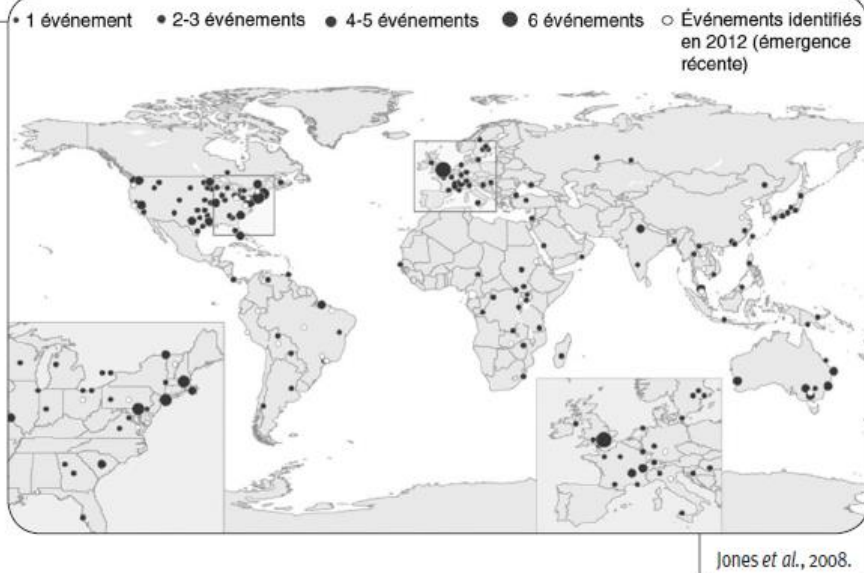 1 événement 2-3 événements 4-5 événements 6 événements Événements identifiés
en 2012 (émergence
récente)
Jones et al., 2008.